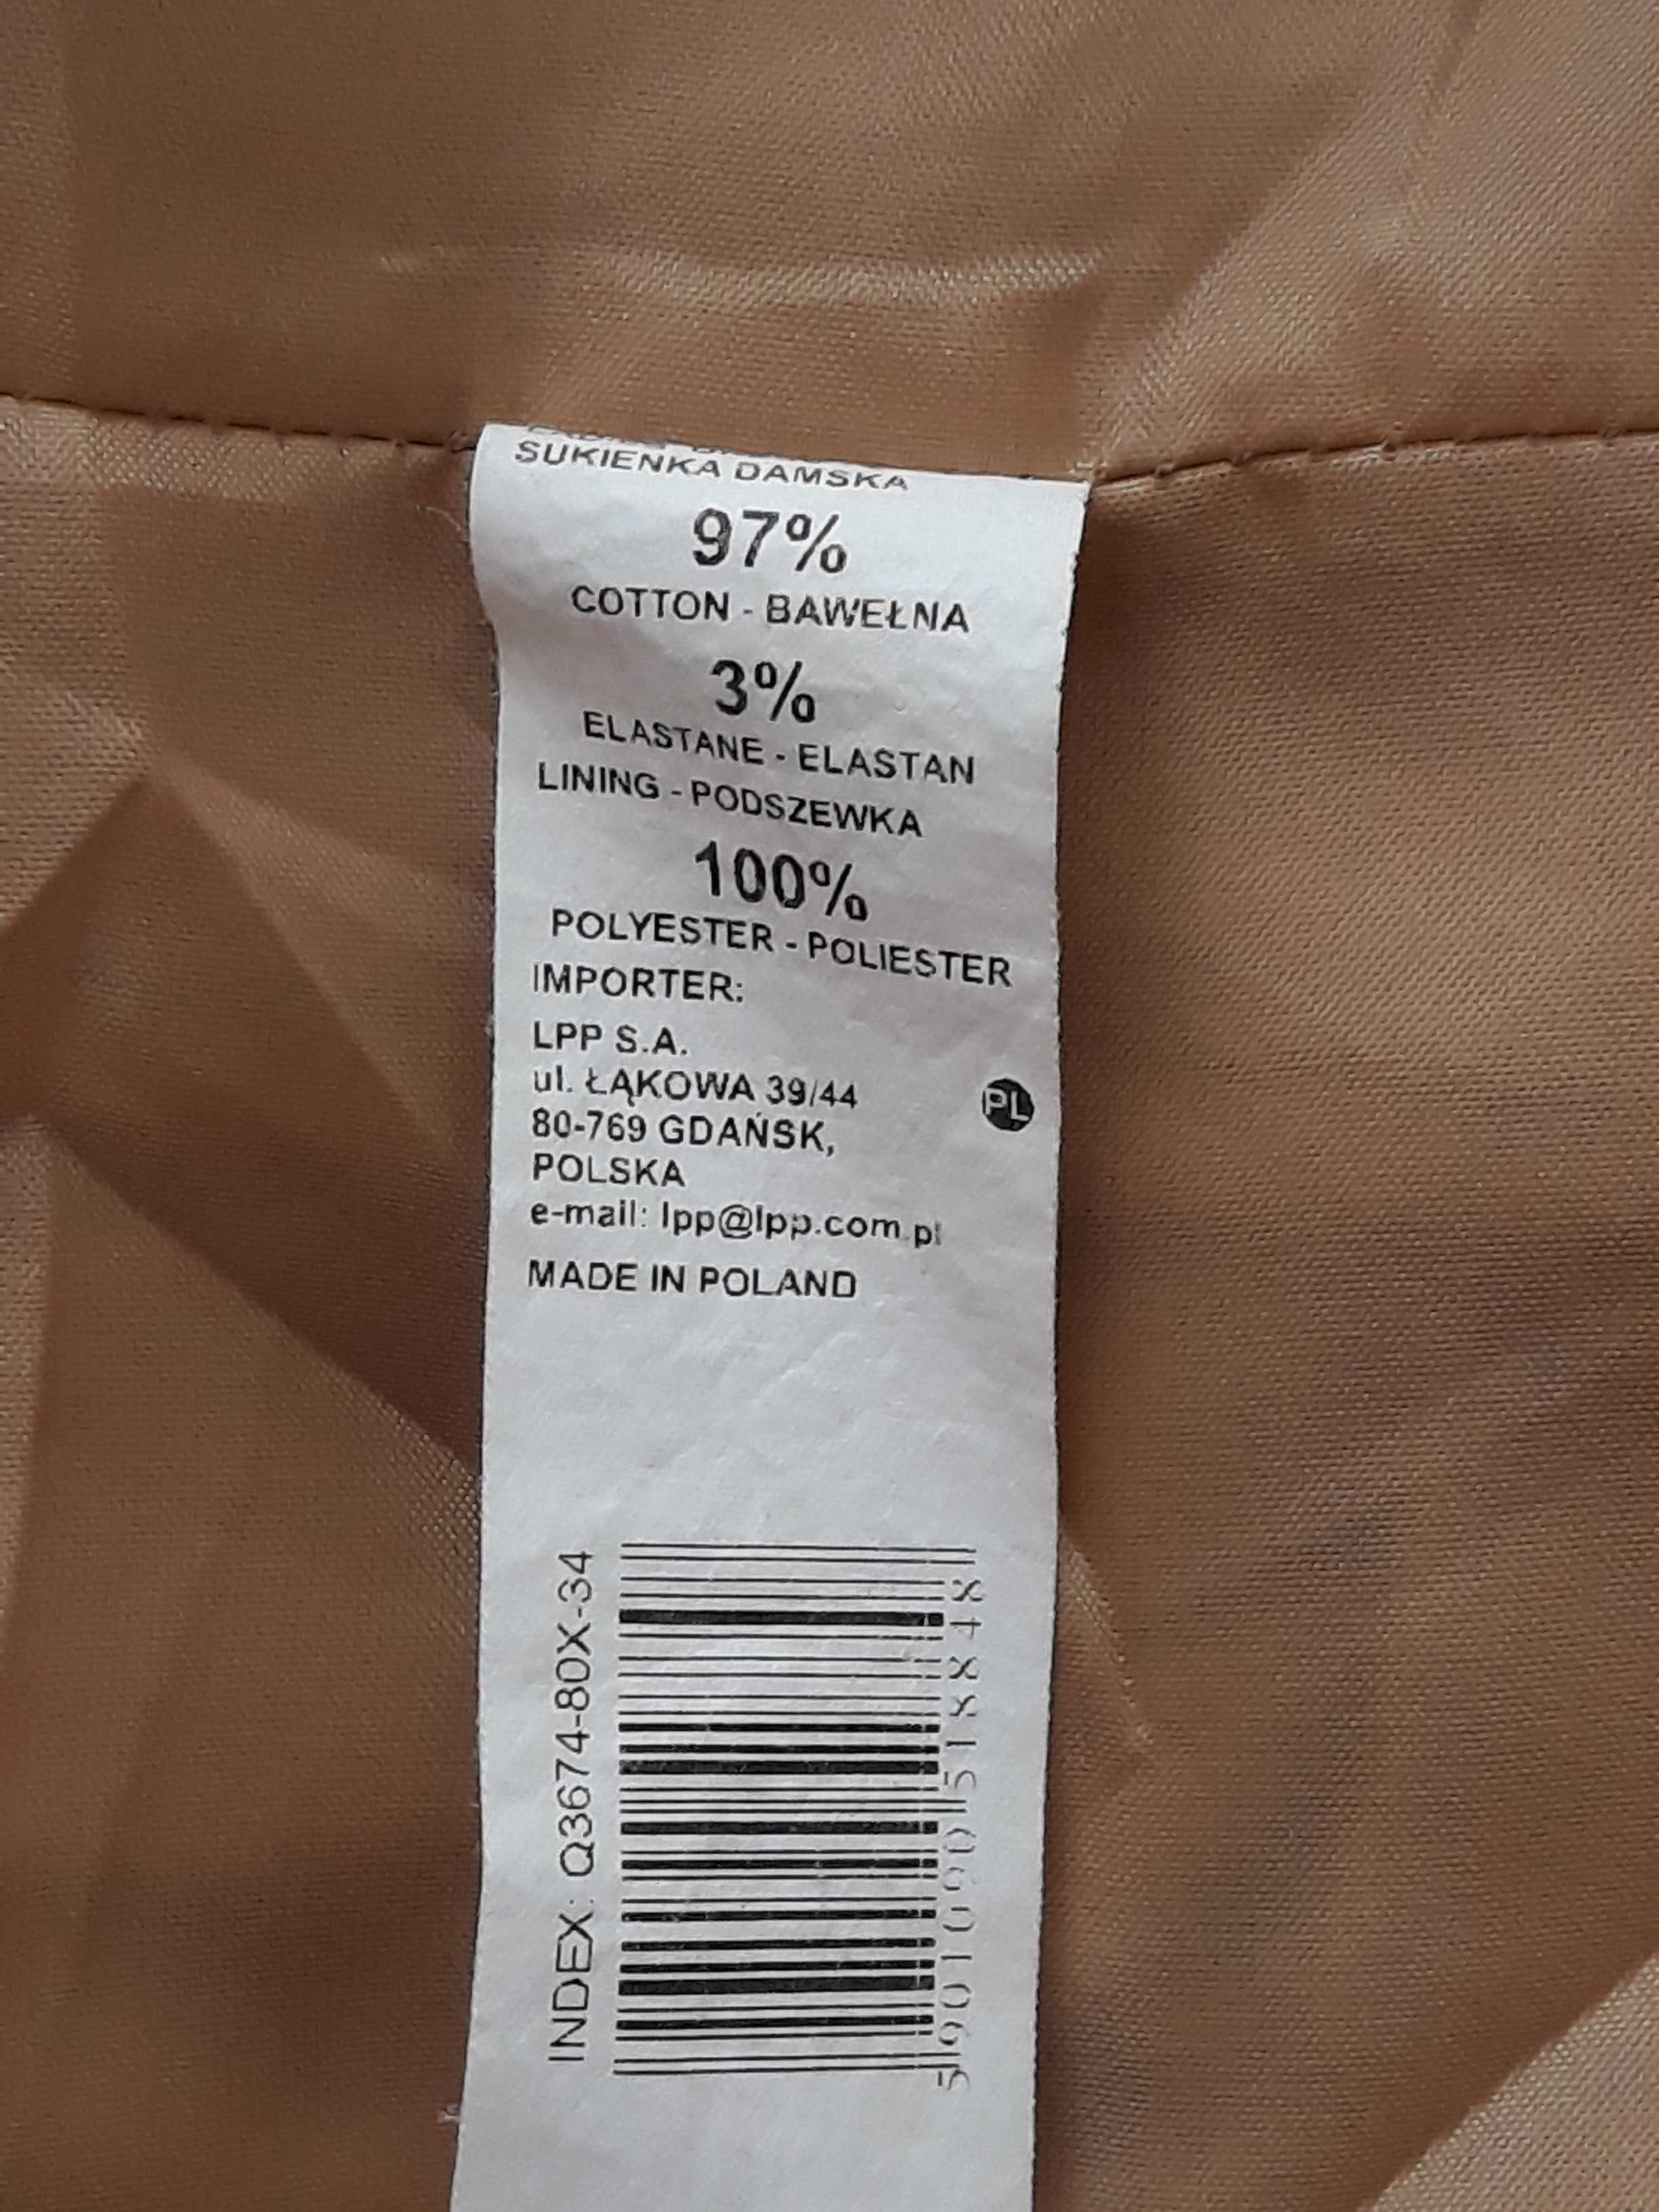 SUKIENKA DAMSKA
97%
COTTON - BAWEŁNA
3%
ELASTANE - ELASTAN
LINING - PODSZEWKA
100%
POLYESTER - POLIESTER
IMPORTER:
LPP S.A.
ul. ŁĄKOWA 39/44
80-769 GDAŃSK,
POLSKA
e-mail: lpp@lpp.com.pl
PL
MADE IN POLAND
INDEX: Q3674-80X-34